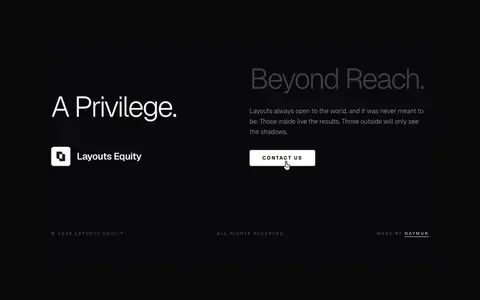 Beyond Reach.
A Privilege.
Layouts always open to the world, and it was never meant to
be. Those inside live the results. Those outside will only see
the shadows.
Layouts Equity
CONTACT US
LAYOUTS EQUITY
ALL RIGHTS RESERVED
MADE BY NAYMUR